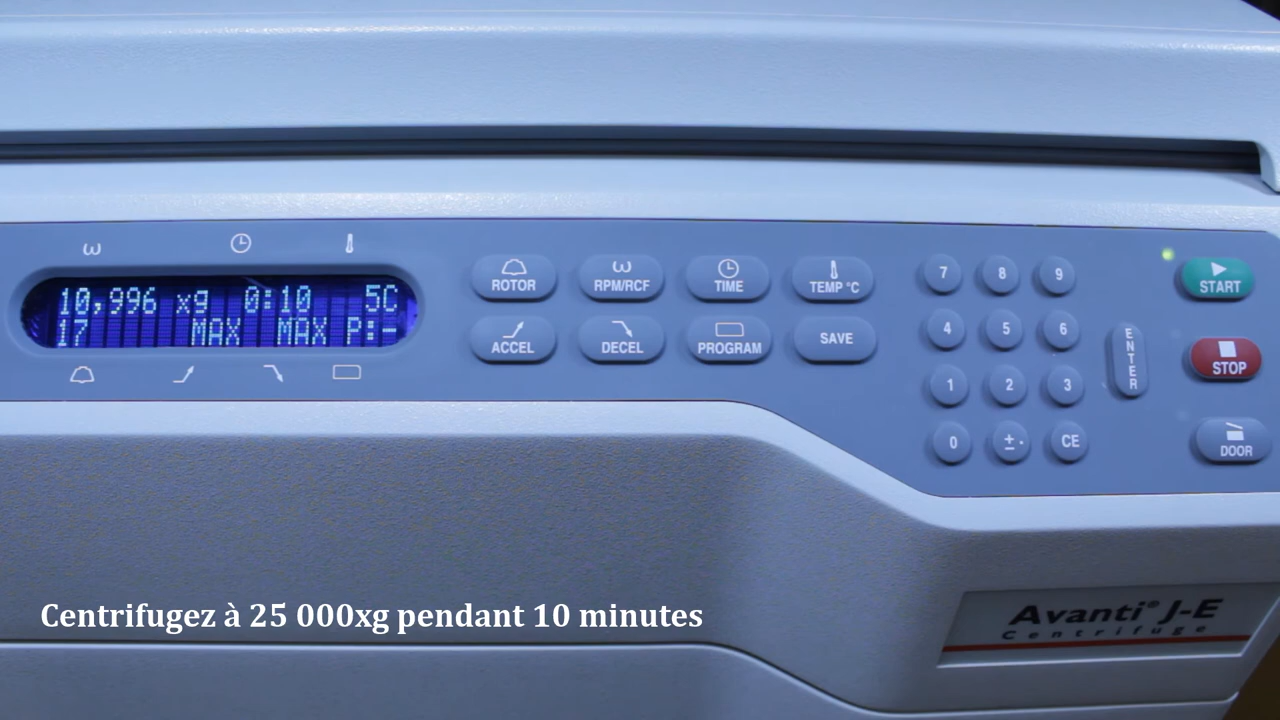 10,996 xg 0:10 5C
17 MAX MAX P:-
ROTOR RPM/RCF TIME TEMP °C
ACCEL DECEL PROGRAM SAVE
7 8 9
4 5 6
1 2 3
0 ± · CE
ENTER
START
STOP
DOOR
Centrifugez à 25 000xg pendant 10 minutes
Avanti® J-E
Centrifuge